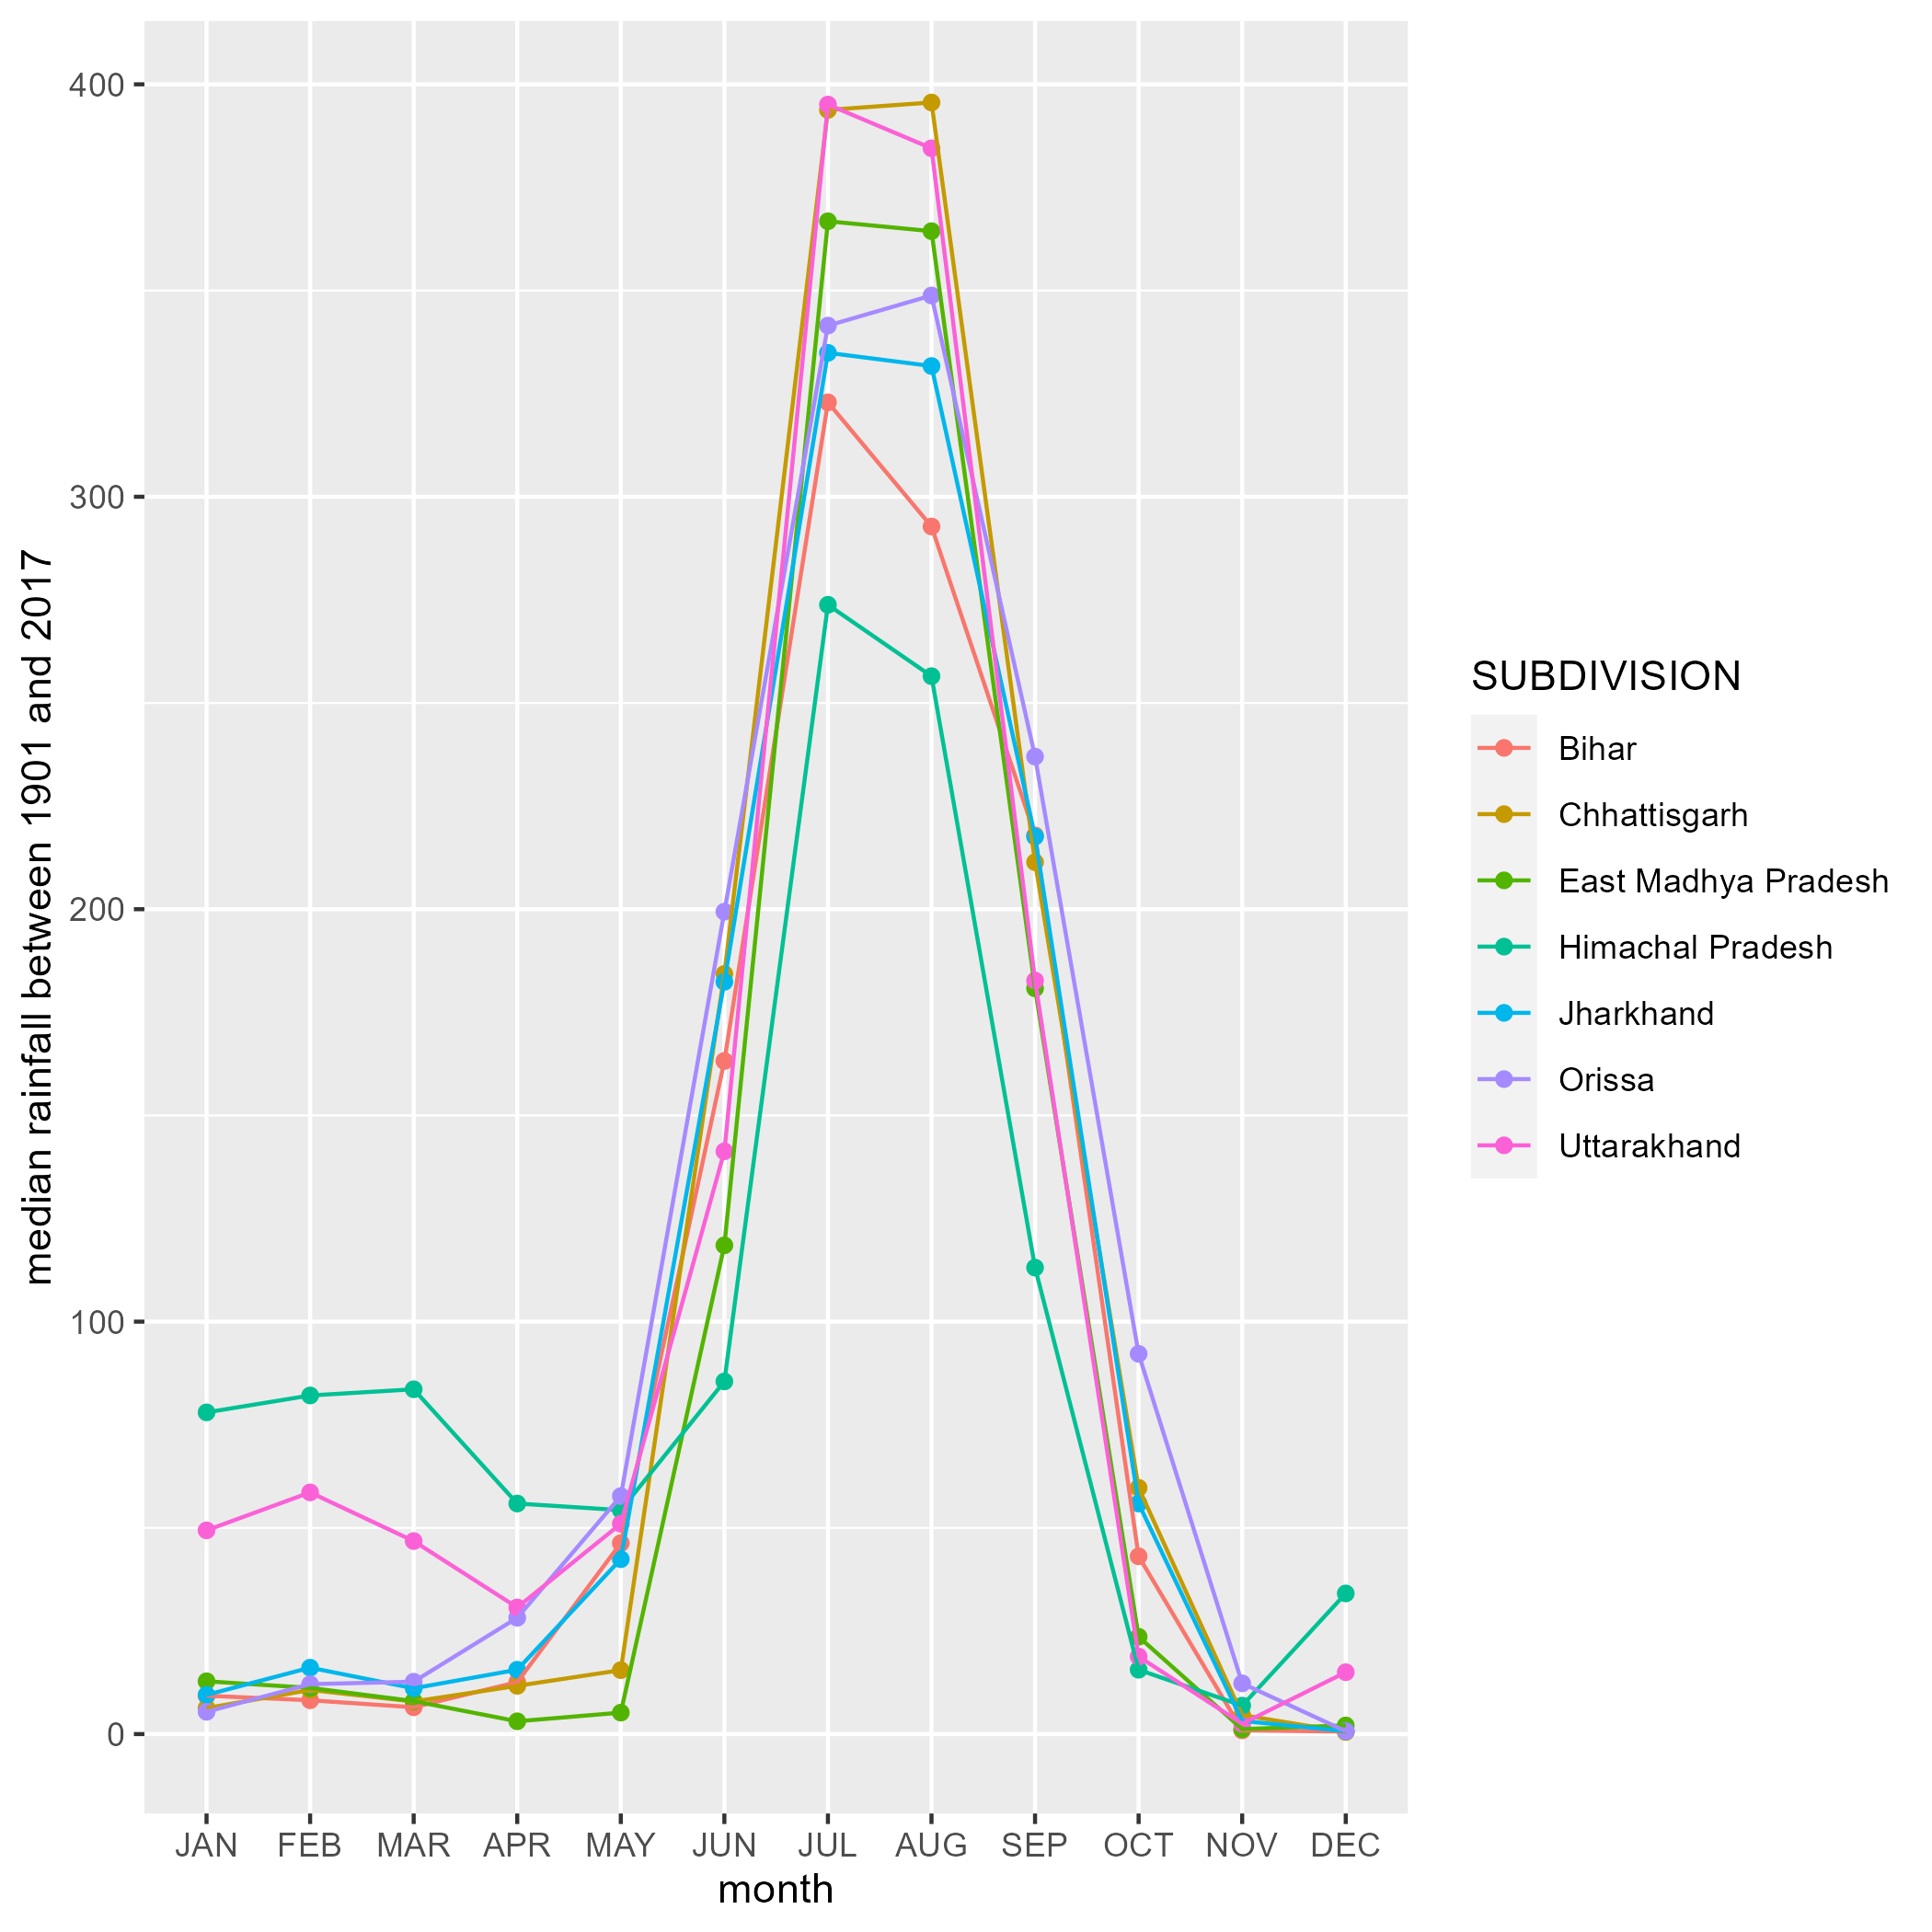 median rainfall between 1901 and 2017
400
300
200
100
0
JAN FEB MAR APR MAY JUN JUL AUG SEP OCT NOV DEC
month
SUBDIVISION
Bihar
Chhattisgarh
East Madhya Pradesh
Himachal Pradesh
Jharkhand
Orissa
Uttarakhand